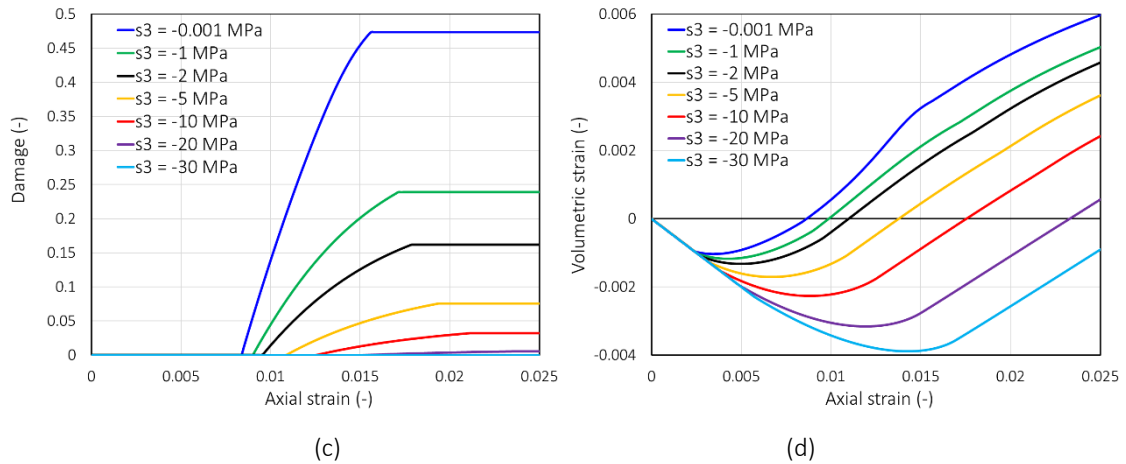 0.5
0.45
0.4
0.35
0.3
0.25
0.2
0.15
0.1
0.05
0
Damage (-)
s3 = -0.001 MPa
s3 = -1 MPa
s3 = -2 MPa
s3 = -5 MPa
s3 = -10 MPa
s3 = -20 MPa
s3 = -30 MPa
0 0.005 0.01 0.015 0.02 0.025
Axial strain (-)
(c)
0.006
0.004
0.002
0
-0.002
-0.004
Volumetric strain (-)
s3 = -0.001 MPa
s3 = -1 MPa
s3 = -2 MPa
s3 = -5 MPa
s3 = -10 MPa
s3 = -20 MPa
s3 = -30 MPa
0 0.005 0.01 0.015 0.02 0.025
Axial strain (-)
(d)